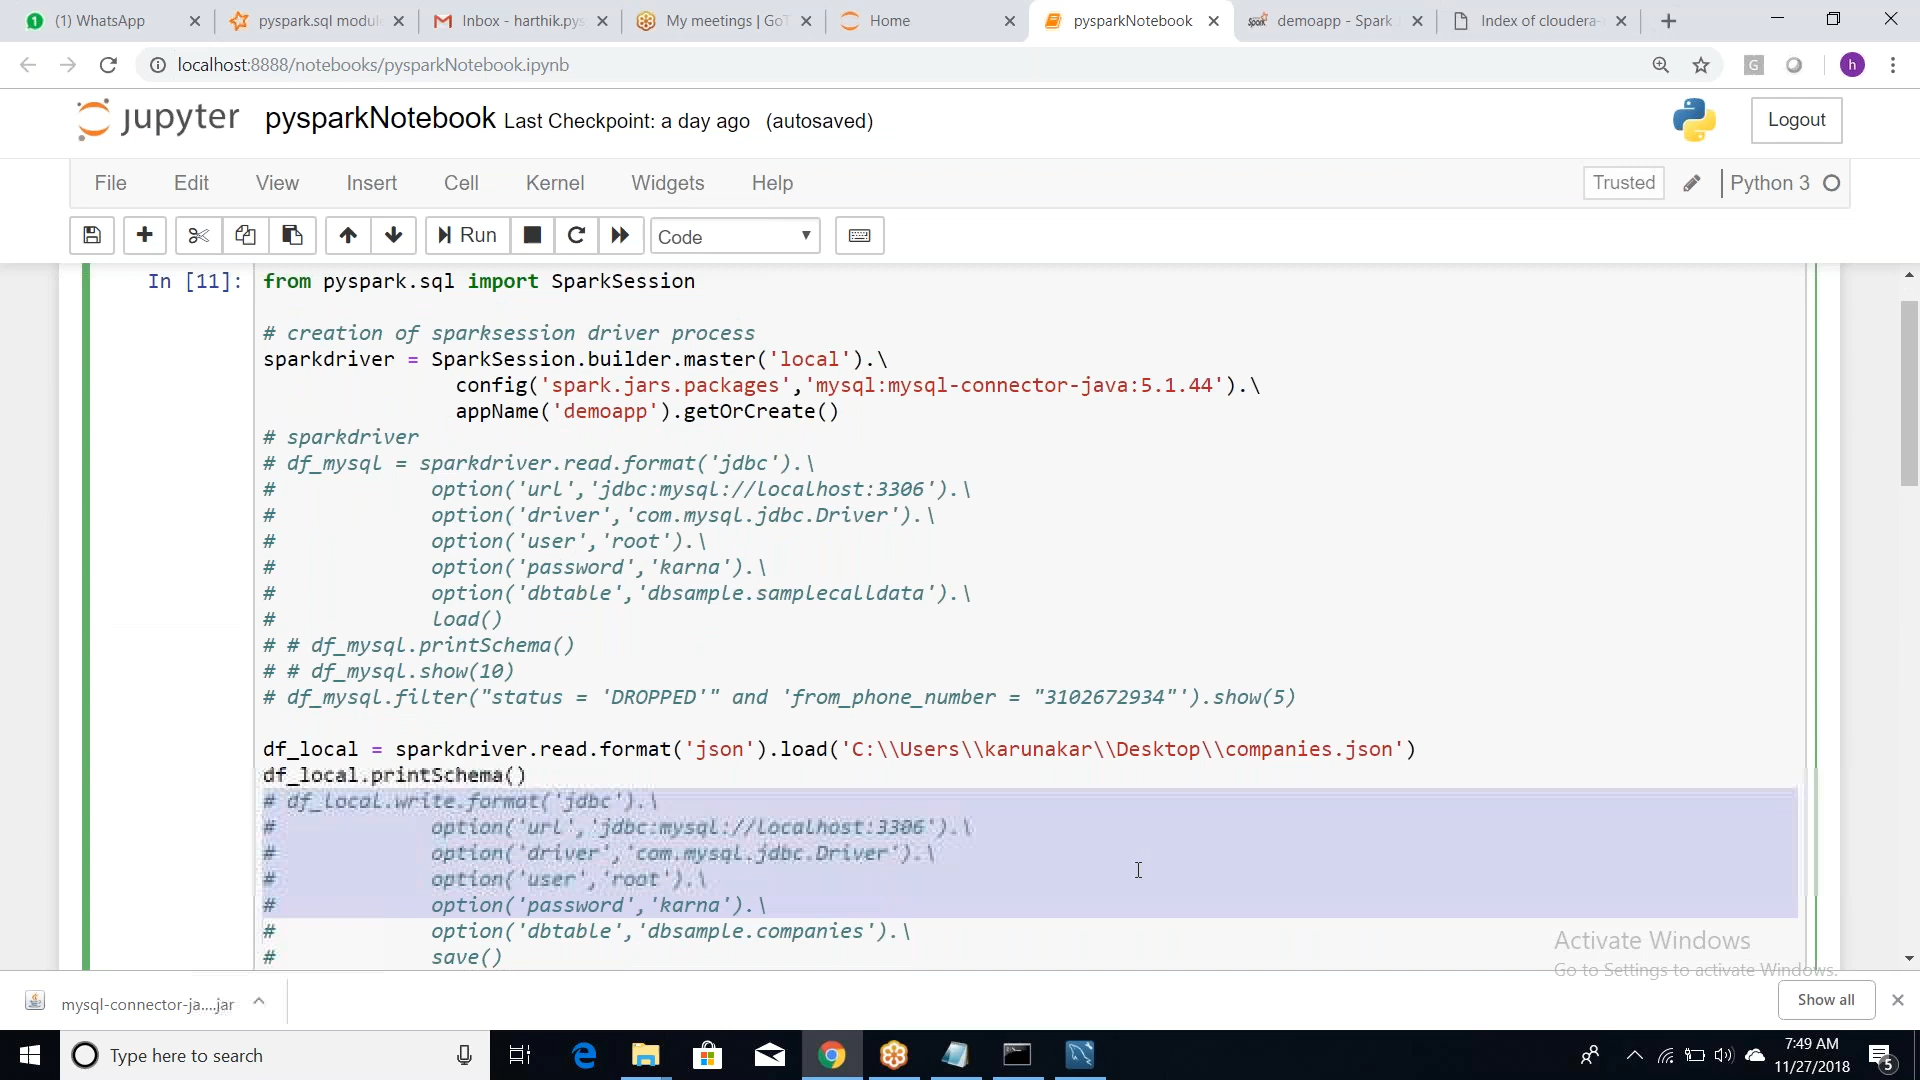 (1) WhatsApp
pyspark.sql modul
Inbox - harthik.pys
My meetings | GoT
Home
pysparkNotebook
demoapp - Spark
Index of cloudera-
localhost:8888/notebooks/pysparkNotebook.ipynb
G
h
jupyter
pysparkNotebook Last Checkpoint: a day ago (autosaved)
Logout
File Edit View Insert Cell Kernel Widgets Help
Trusted
Python 3
Run
Code
In [11]: from pyspark.sql import SparkSession
# creation of sparksession driver process
sparkdriver = SparkSession.builder.master('local').\
config('spark.jars.packages','mysql:mysql-connector-java:5.1.44').\
appName('demoapp').getOrCreate()
# sparkdriver
# df_mysql = sparkdriver.read.format('jdbc').\
# option('url','jdbc:mysql://localhost:3306').\
# option('driver','com.mysql.jdbc.Driver').\
# option('user','root').\
# option('password','karna').\
# option('dbtable','dbsample.samplecalldata').\
# load()
# # df_mysql.printSchema()
# # df_mysql.show(10)
# df_mysql.filter("status = 'DROPPED'" and 'from_phone_number = "3102672934"').show(5)
df_local = sparkdriver.read.format('json').load('C:\\Users\\karunakar\\Desktop\\companies.json')
df_local.printSchema()
# df_local.write.format('jdbc').\
# option('url','jdbc:mysql://localhost:3306').\
# option('driver','com.mysql.jdbc.Driver').\
# option('user','root').\
# option('password','karna').\
# option('dbtable','dbsample.companies').\
# save()
Activate Windows
Go to Settings to activate Windows.
mysql-connector-ja....jar
Show all
Type here to search
7:49 AM
11/27/2018
5